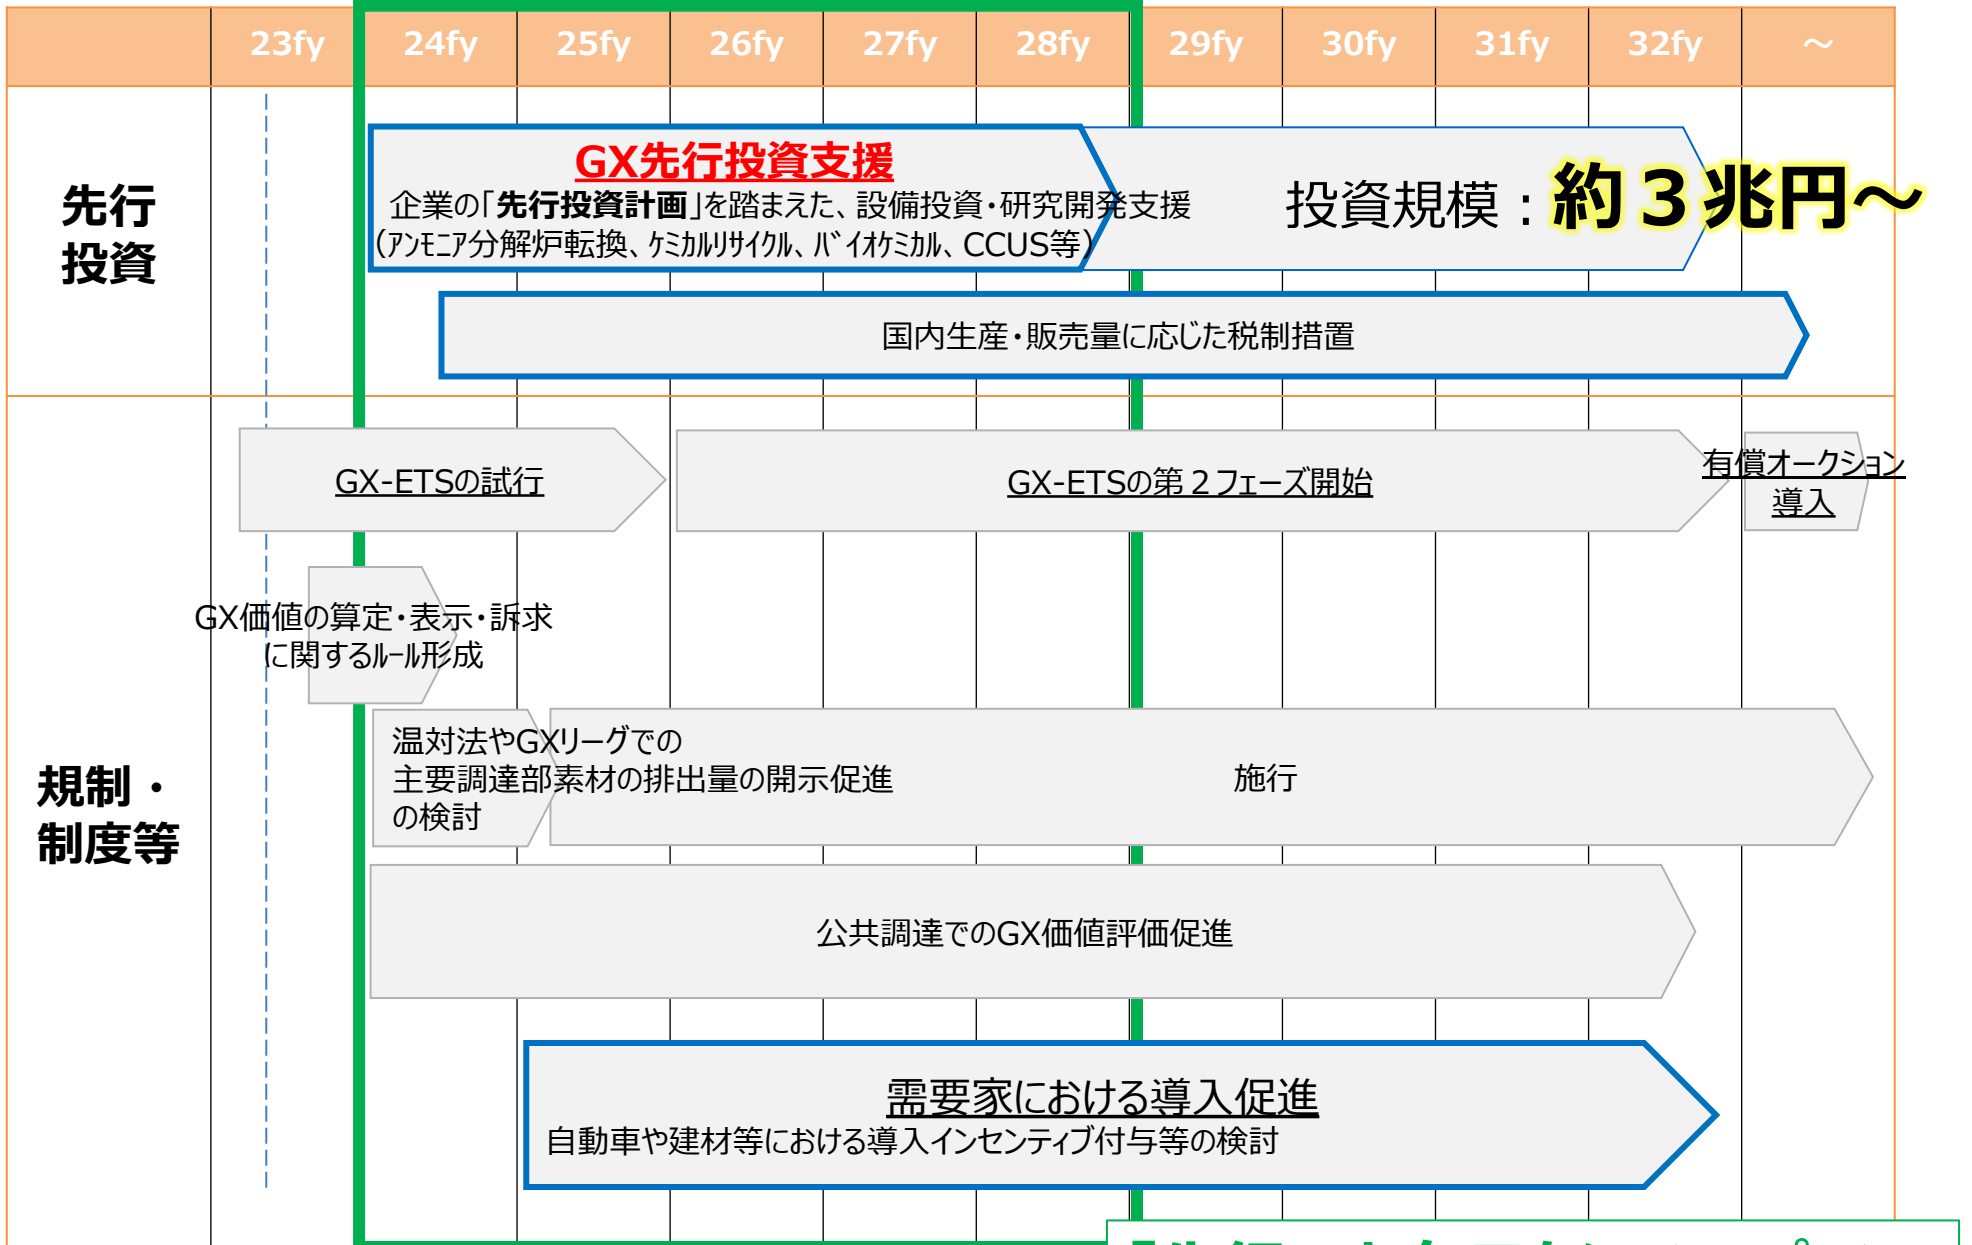 23fy 24fy 25fy 26fy 27fy 28fy 29fy 30fy 31fy 32fy ～
先行
投資
GX先行投資支援
企業の「先行投資計画」を踏まえた、設備投資・研究開発支援
（ｱﾝﾓﾆｱ分解炉転換、ｹﾐｶﾙﾘｻｲｸﾙ、ﾊﾞｲｵｹﾐｶﾙ、CCUS等）
投資規模：約３兆円～
国内生産・販売量に応じた税制措置
規制・
制度等
GX-ETSの試行
GX-ETSの第２フェーズ開始
有償オークション
導入
GX価値の算定・表示・訴求
に関するﾙｰﾙ形成
温対法やGXリーグでの
主要調達部素材の排出量の開示促進
の検討
施行
公共調達でのGX価値評価促進
需要家における導入促進
自動車や建材等における導入インセンティブ付与等の検討